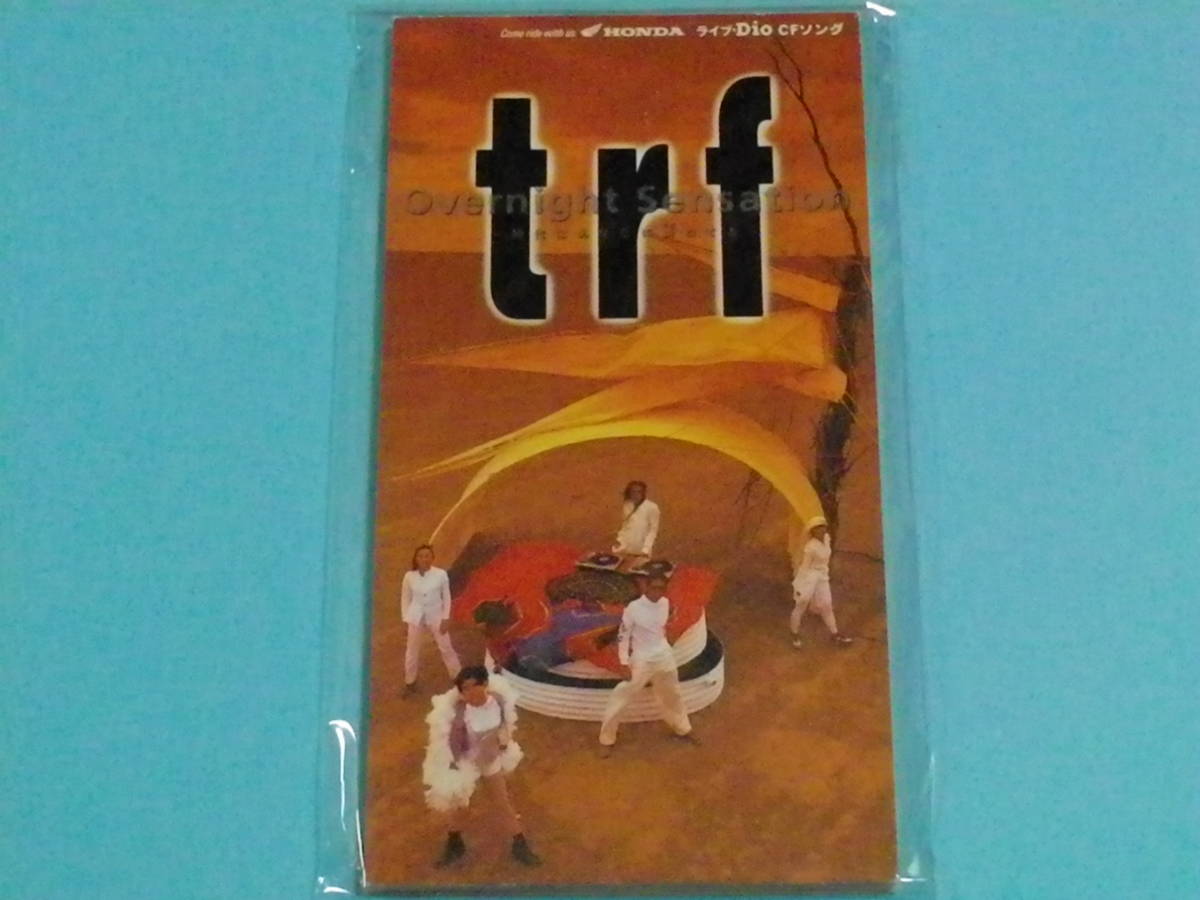 Come ride with us HONDA ライブ・Dio CFソング
trf
Overnight Sensation